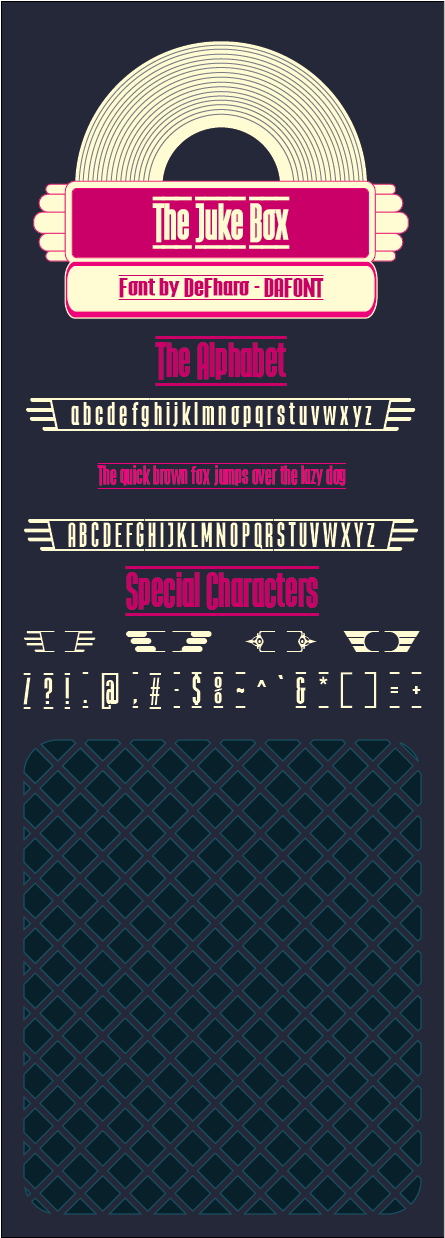 The Juke Box
Font by DeFharo - DAFONT
The Alphabet
abcdefghijklmnopqrstuvwxyz
The quick brown fox jumps over the lazy dog
ABCDEFGHIJKLMNOPQRSTUVWXYZ
Special Characters
/ ? ! . @ , # - $ % ~ ^ ` & * [ ] = +